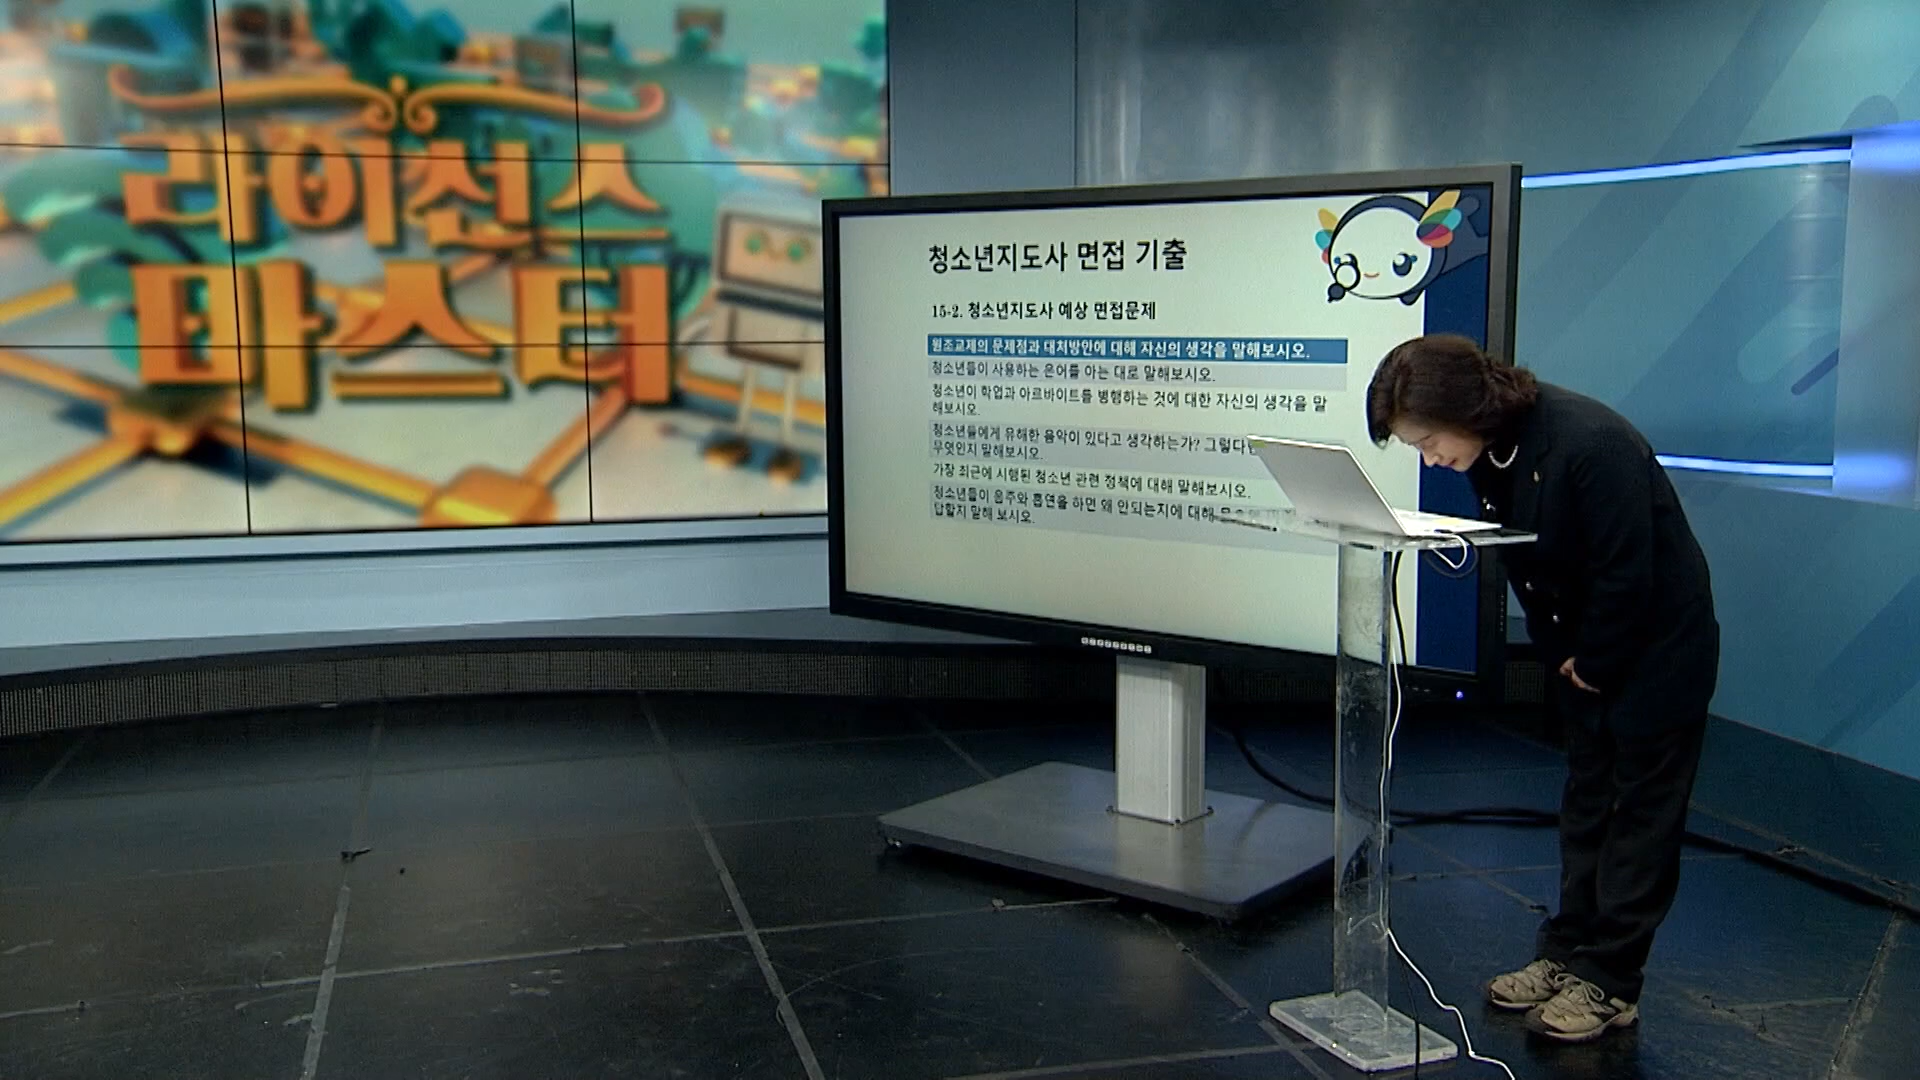 라이선스
마스터
청소년지도사 면접 기출
15-2. 청소년지도사 예상 면접문제
원조교제의 문제점과 대처방안에 대해 자신의 생각을 말해보시오.
청소년들이 사용하는 은어를 아는 대로 말해보시오.
청소년이 학업과 아르바이트를 병행하는 것에 대한 자신의 생각을 말
해보시오.
청소년들에게 유해한 음악이 있다고 생각하는가? 그렇다
무엇인지 말해보시오.
가장 최근에 시행된 청소년 관련 정책에 대해 말해보시오.
청소년들이 음주와 흡연을 하면 왜 안되는지에 대해
답할지 말해 보시오.